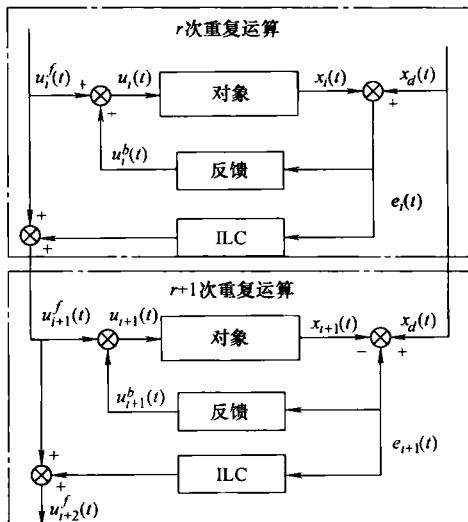 r次重复运算
u_i^f(t) + u_i(t) 对象 x_i(t) x_d(t)
+ +
u_i^b(t) 反馈
e_i(t)
+
+ ILC
r+1次重复运算
u_{i+1}^f(t) u_{i+1}(t) 对象 x_{i+1}(t) x_d(t)
− +
u_{i+1}^b(t) 反馈
e_{i+1}(t)
+
+ ILC
u_{i+2}^f(t)